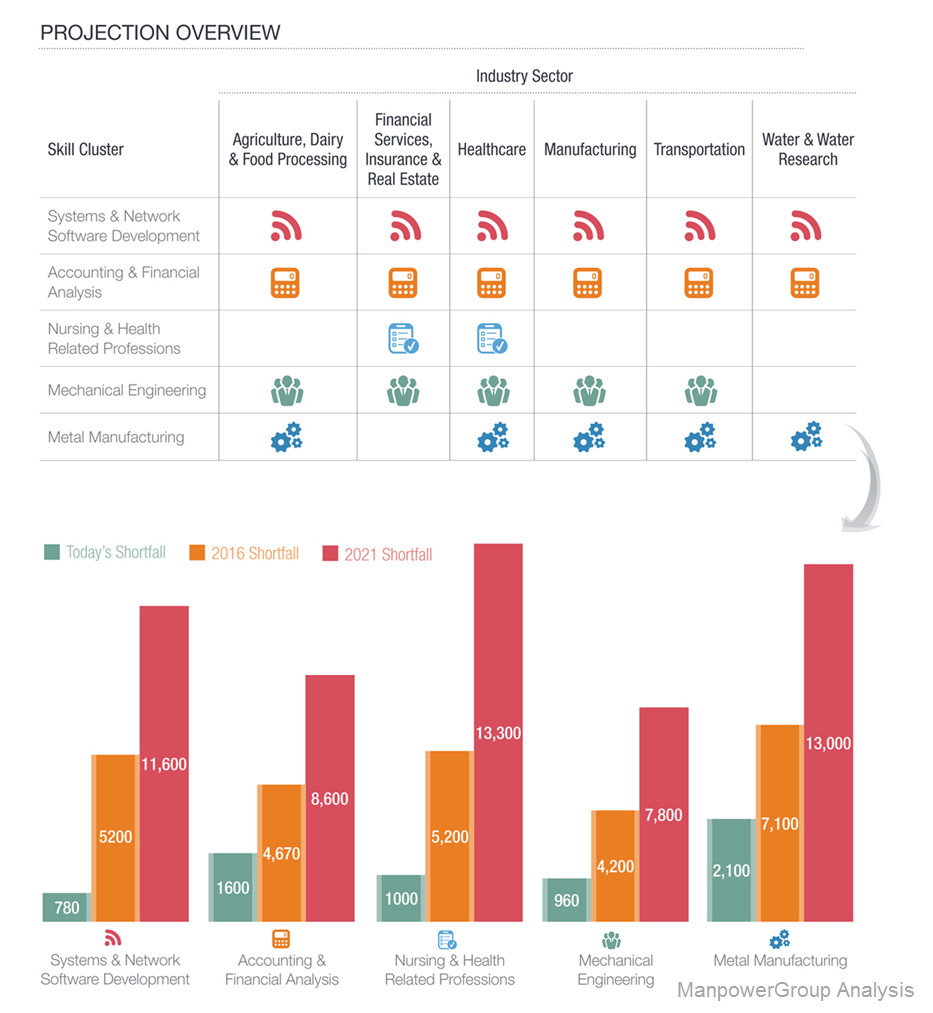 PROJECTION OVERVIEW
Industry Sector
Skill Cluster
Agriculture, Dairy
& Food Processing
Financial
Services,
Insurance &
Real Estate
Healthcare
Manufacturing
Transportation
Water & Water
Research
Systems & Network
Software Development
Accounting & Financial
Analysis
Nursing & Health
Related Professions
Mechanical Engineering
Metal Manufacturing
Today's Shortfall
2016 Shortfall
2021 Shortfall
780
5200
11,600
1600
4,670
8,600
1000
5,200
13,300
960
4,200
7,800
2,100
7,100
13,000
Systems & Network
Software Development
Accounting &
Financial Analysis
Nursing & Health
Related Professions
Mechanical
Engineering
Metal Manufacturing
ManpowerGroup Analysis